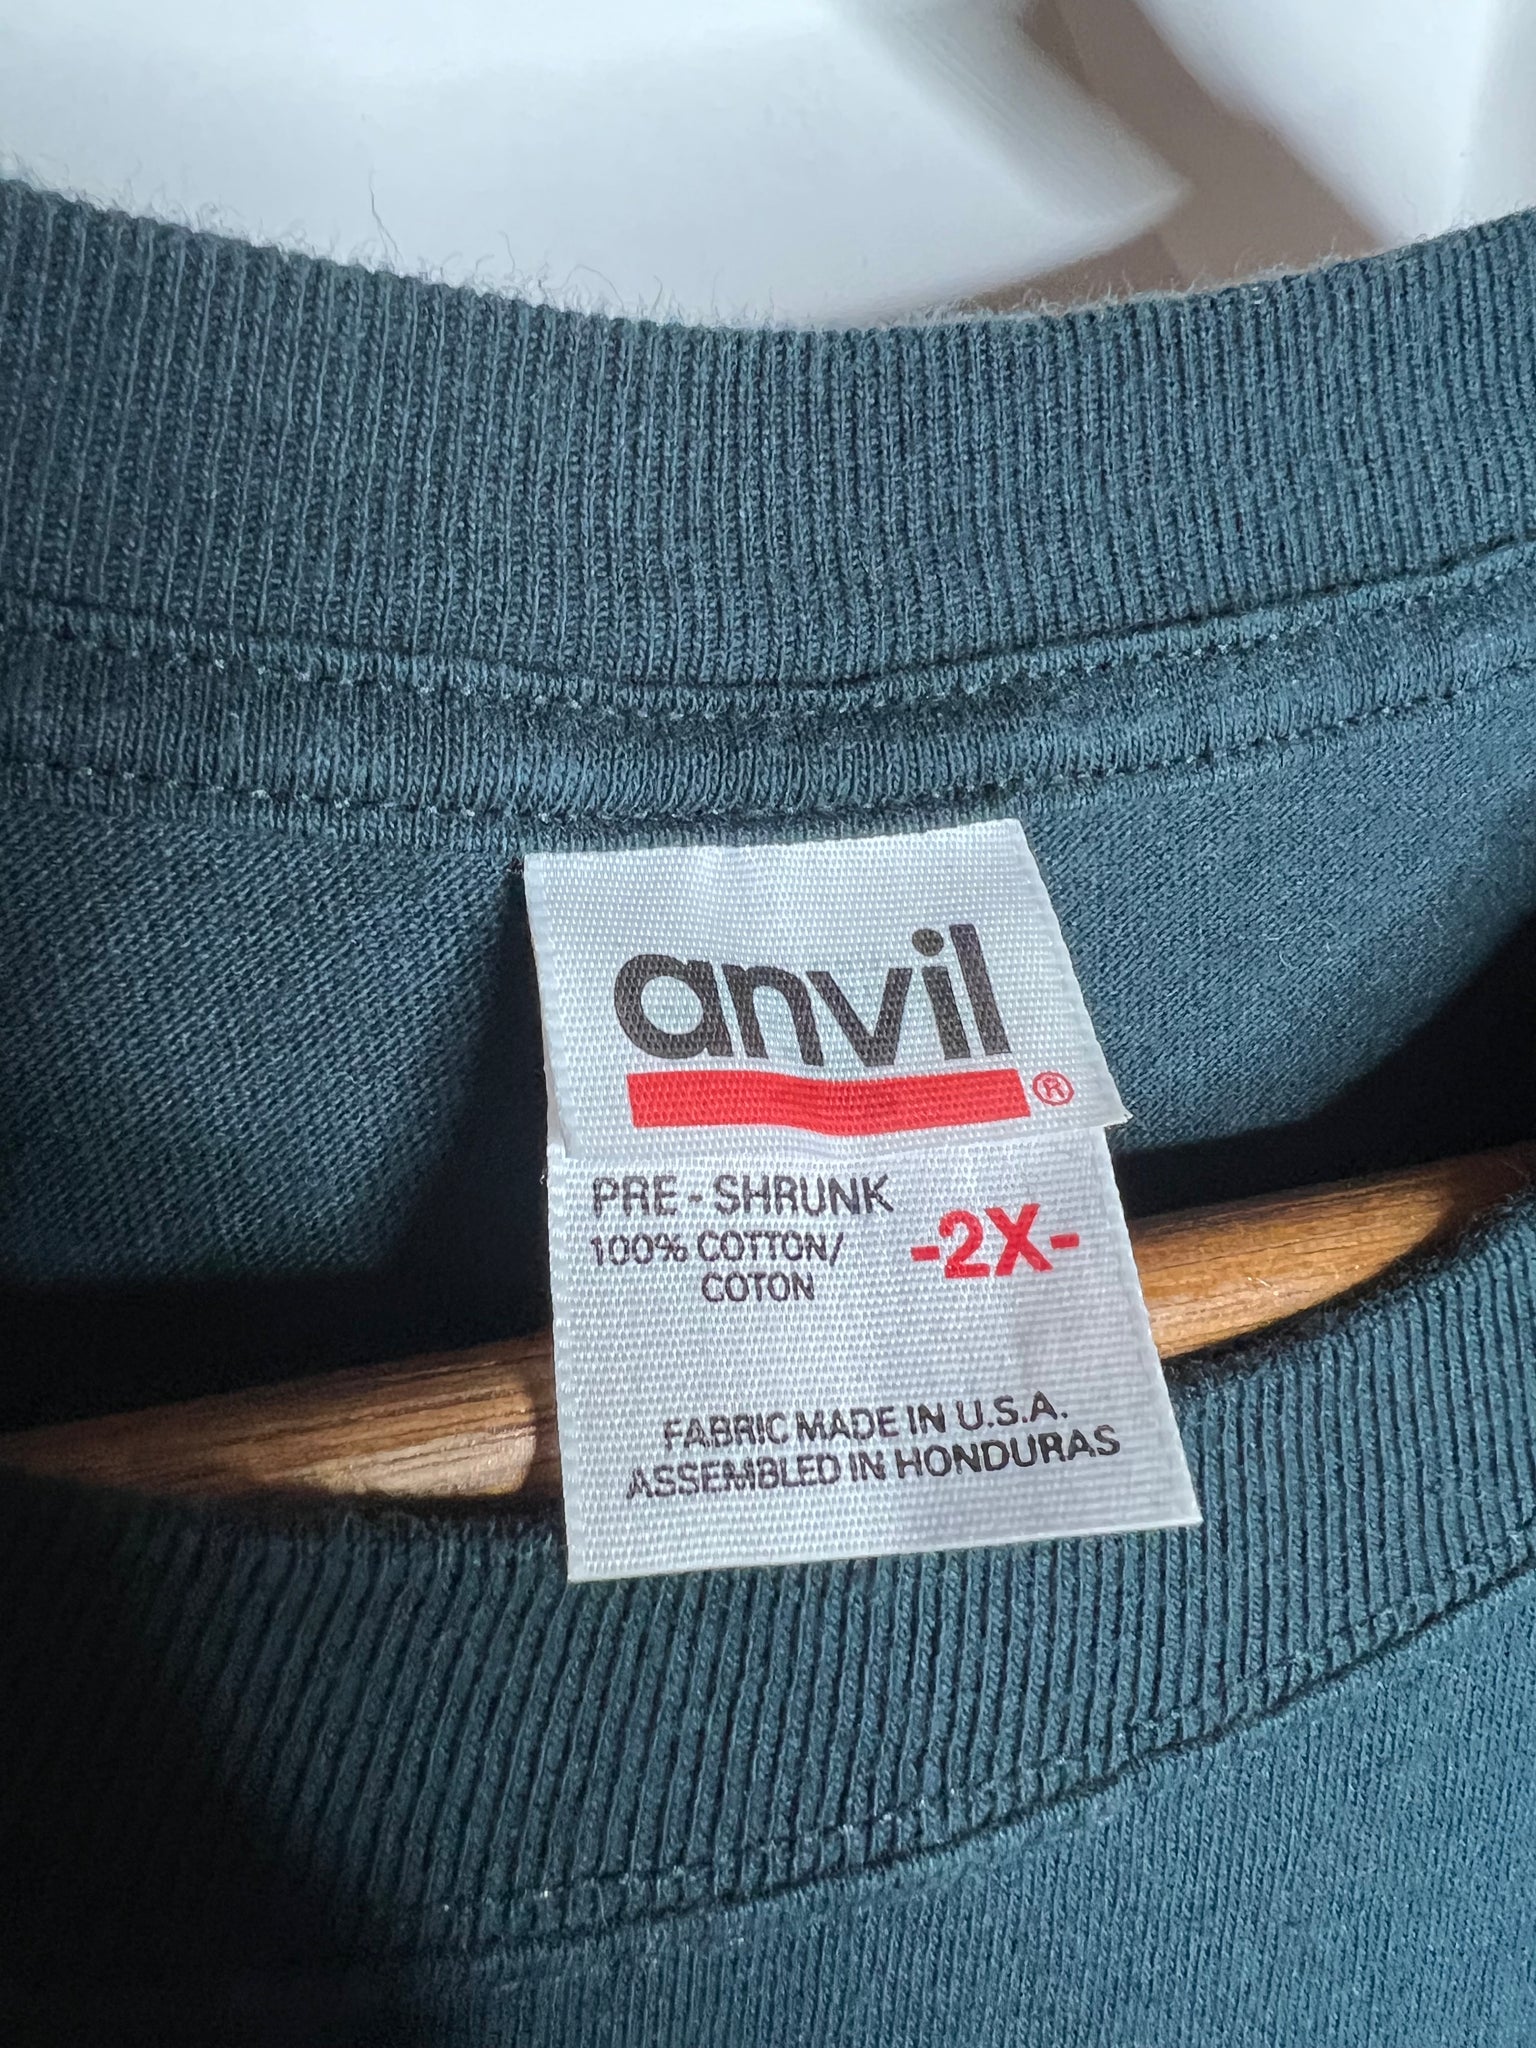 anvil
®
PRE - SHRUNK
100% COTTON/
COTON
-2X-
FABRIC MADE IN U.S.A.
ASSEMBLED IN HONDURAS